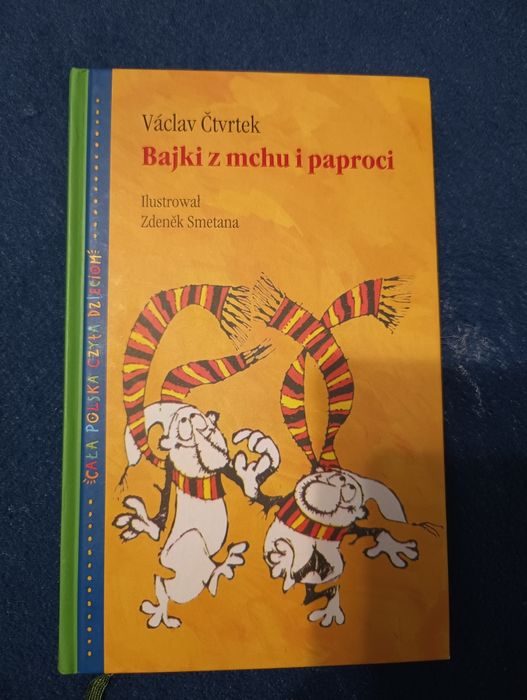 Václav Čtvrtek
Bajki z mchu i paproci
Ilustrował
Zdeněk Smetana
CAŁA POLSKA CZYTA DZIECIOM